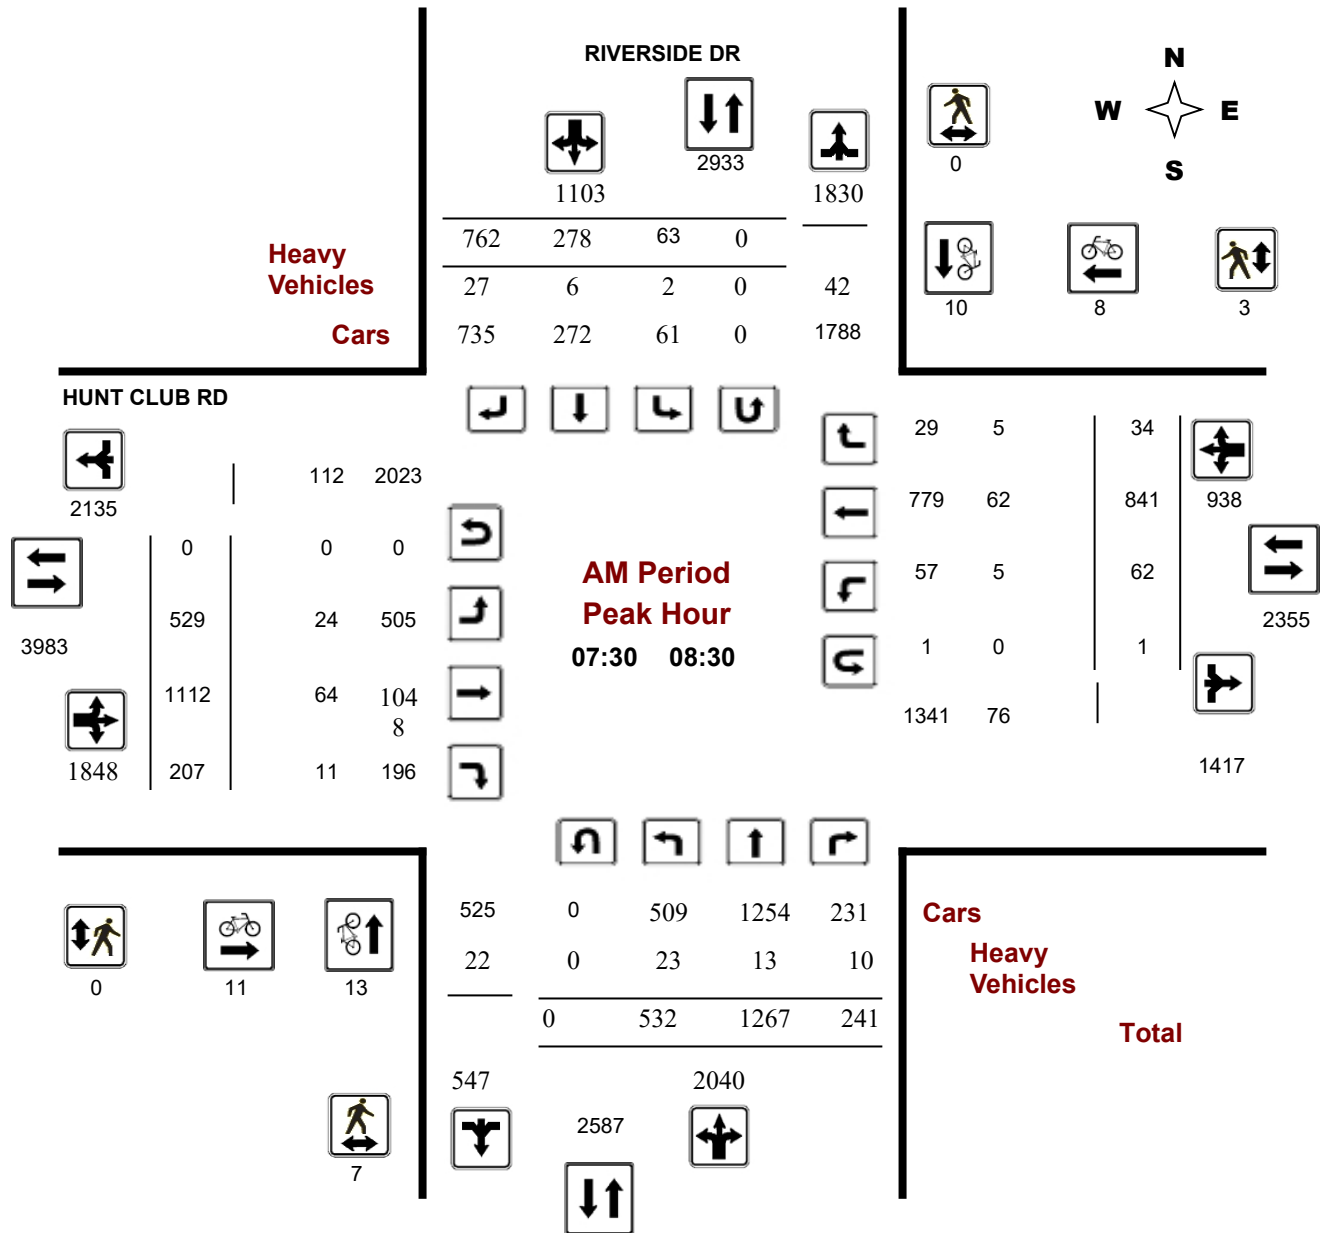 RIVERSIDE DR
N
W E
S
2933
0
1103
1830
762 278 63 0
Heavy
Vehicles
27 6 2 0 42
10 8 3
Cars
735 272 61 0 1788
HUNT CLUB RD
29 5 34
112 2023
2135
779 62 841 938
0 0 0
AM Period
57 5 62
529 24 505
Peak Hour
2355
3983
07:30 08:30
1 0 1
1112 64 104
8
1341 76
1848 207 11 196
1417
525 0 509 1254 231
Cars
22 0 23 13 10
Heavy
Vehicles
0 11 13
0 532 1267 241
Total
547 2040
2587
7